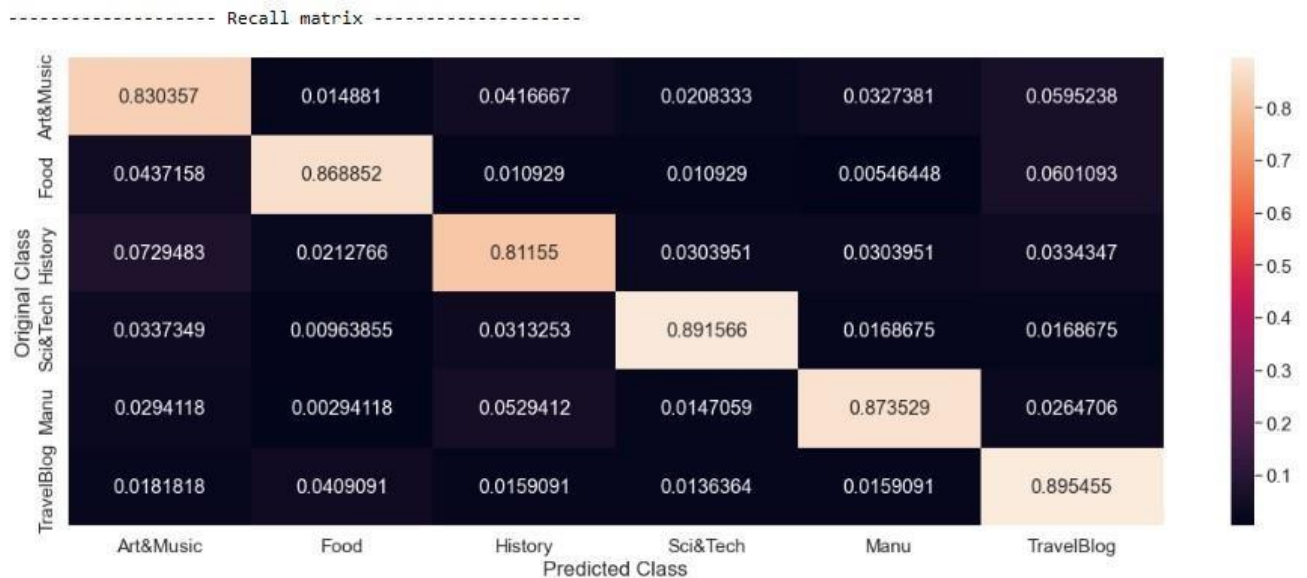 ------------------- Recall matrix -------------------
Art&Music 0.830357 0.014881 0.0416667 0.0208333 0.0327381 0.0595238
Food 0.0437158 0.868852 0.010929 0.010929 0.00546448 0.0601093
History 0.0729483 0.0212766 0.81155 0.0303951 0.0303951 0.0334347
Sci&Tech 0.0337349 0.00963855 0.0313253 0.891566 0.0168675 0.0168675
Manu 0.0294118 0.00294118 0.0529412 0.0147059 0.873529 0.0264706
TravelBlog 0.0181818 0.0409091 0.0159091 0.0136364 0.0159091 0.895455
Original Class
Art&Music Food History Sci&Tech Manu TravelBlog
Predicted Class
0.8
0.7
0.6
0.5
0.4
0.3
0.2
0.1